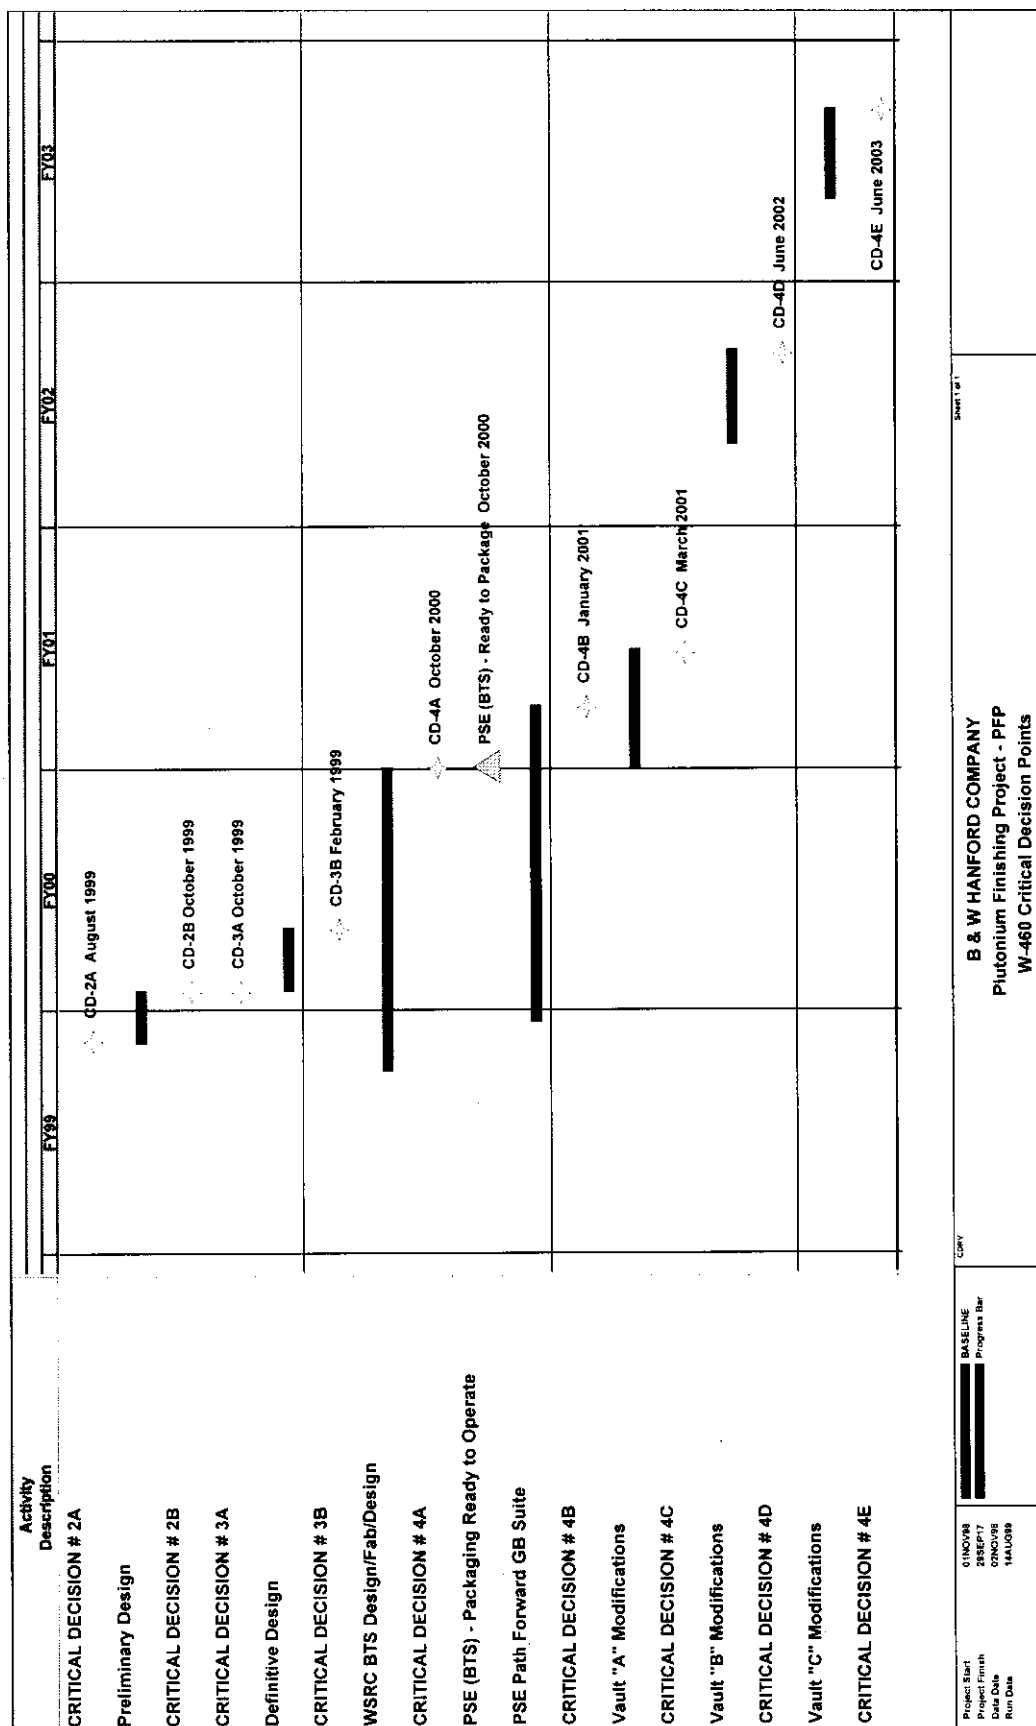 Activity
Description
FY99
FY00
FY01
FY02
FY03
CRITICAL DECISION # 2A
CD-2A August 1999
Preliminary Design
CRITICAL DECISION # 2B
CD-2B October 1999
CRITICAL DECISION # 3A
CD-3A October 1999
Definitive Design
CRITICAL DECISION # 3B
CD-3B February 1999
WSRC BTS Design/Fab/Design
CRITICAL DECISION # 4A
CD-4A October 2000
PSE (BTS) - Packaging Ready to Operate
PSE (BTS) - Ready to Package October 2000
PSE Path Forward GB Suite
CRITICAL DECISION # 4B
CD-4B January 2001
Vault "A" Modifications
CRITICAL DECISION # 4C
CD-4C March 2001
Vault "B" Modifications
CRITICAL DECISION # 4D
CD-4D June 2002
Vault "C" Modifications
CRITICAL DECISION # 4E
CD-4E June 2003
Project Start 01NOV98
Project Finish 29SEP17
Data Date 02NOV98
Run Date 14AUG99
BASELINE
Progress Bar
CDRV
Sheet 1 of 1
B & W HANFORD COMPANY
Plutonium Finishing Project - PFP
W-460 Critical Decision Points